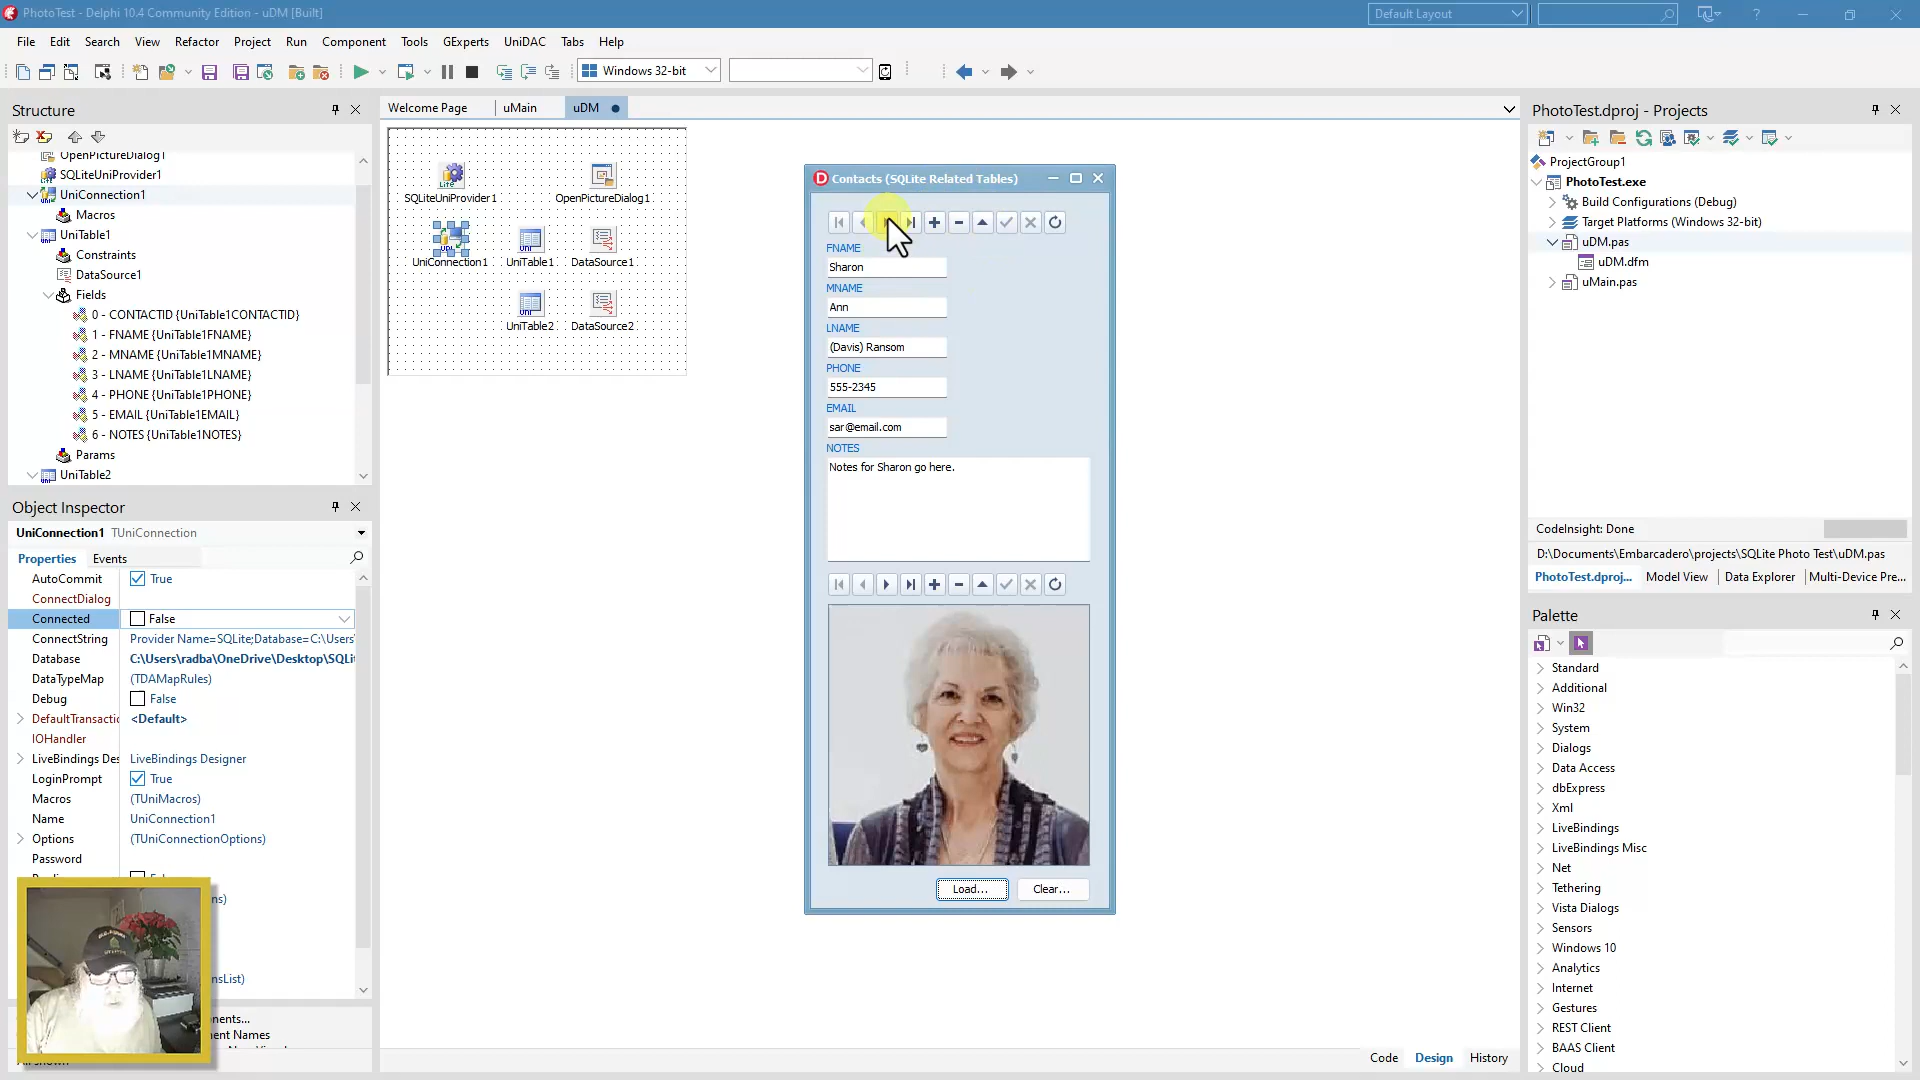 PhotoTest - Delphi 10.4 Community Edition - uDM [Built]
Default Layout
File Edit Search View Refactor Project Run Component Tools GExperts UniDAC Tabs Help
Windows 32-bit
Structure
OpenPictureDialog1
SQLiteUniProvider1
UniConnection1
Macros
UniTable1
Constraints
DataSource1
Fields
0 - CONTACTID {UniTable1CONTACTID}
1 - FNAME {UniTable1FNAME}
2 - MNAME {UniTable1MNAME}
3 - LNAME {UniTable1LNAME}
4 - PHONE {UniTable1PHONE}
5 - EMAIL {UniTable1EMAIL}
6 - NOTES {UniTable1NOTES}
Params
UniTable2
Object Inspector
UniConnection1 TUniConnection
Properties Events
AutoCommit True
ConnectDialog
Connected False
ConnectString Provider Name=SQLite;Database=C:\Users\
Database C:\Users\radba\OneDrive\Desktop\SQLi
DataTypeMap (TDAMapRules)
Debug False
DefaultTransactic <Default>
IOHandler
LiveBindings Des LiveBindings Designer
LoginPrompt True
Macros (TUniMacros)
Name UniConnection1
Options (TUniConnectionOptions)
Password
ns)
nsList)
nents...
ent Names
Welcome Page uMain uDM
SQLiteUniProvider1
OpenPictureDialog1
UniConnection1
UniTable1
DataSource1
UniTable2
DataSource2
Contacts (SQLite Related Tables)
FNAME
Sharon
MNAME
Ann
LNAME
(Davis) Ransom
PHONE
555-2345
EMAIL
sar@email.com
NOTES
Notes for Sharon go here.
Load...
Clear...
Code Design History
PhotoTest.dproj - Projects
ProjectGroup1
PhotoTest.exe
Build Configurations (Debug)
Target Platforms (Windows 32-bit)
uDM.pas
uDM.dfm
uMain.pas
CodeInsight: Done
D:\Documents\Embarcadero\projects\SQLite Photo Test\uDM.pas
PhotoTest.dproj... Model View Data Explorer Multi-Device Pre...
Palette
Standard
Additional
Win32
System
Dialogs
Data Access
dbExpress
Xml
LiveBindings
LiveBindings Misc
Net
Tethering
Vista Dialogs
Sensors
Windows 10
Analytics
Internet
Gestures
REST Client
BAAS Client
Cloud